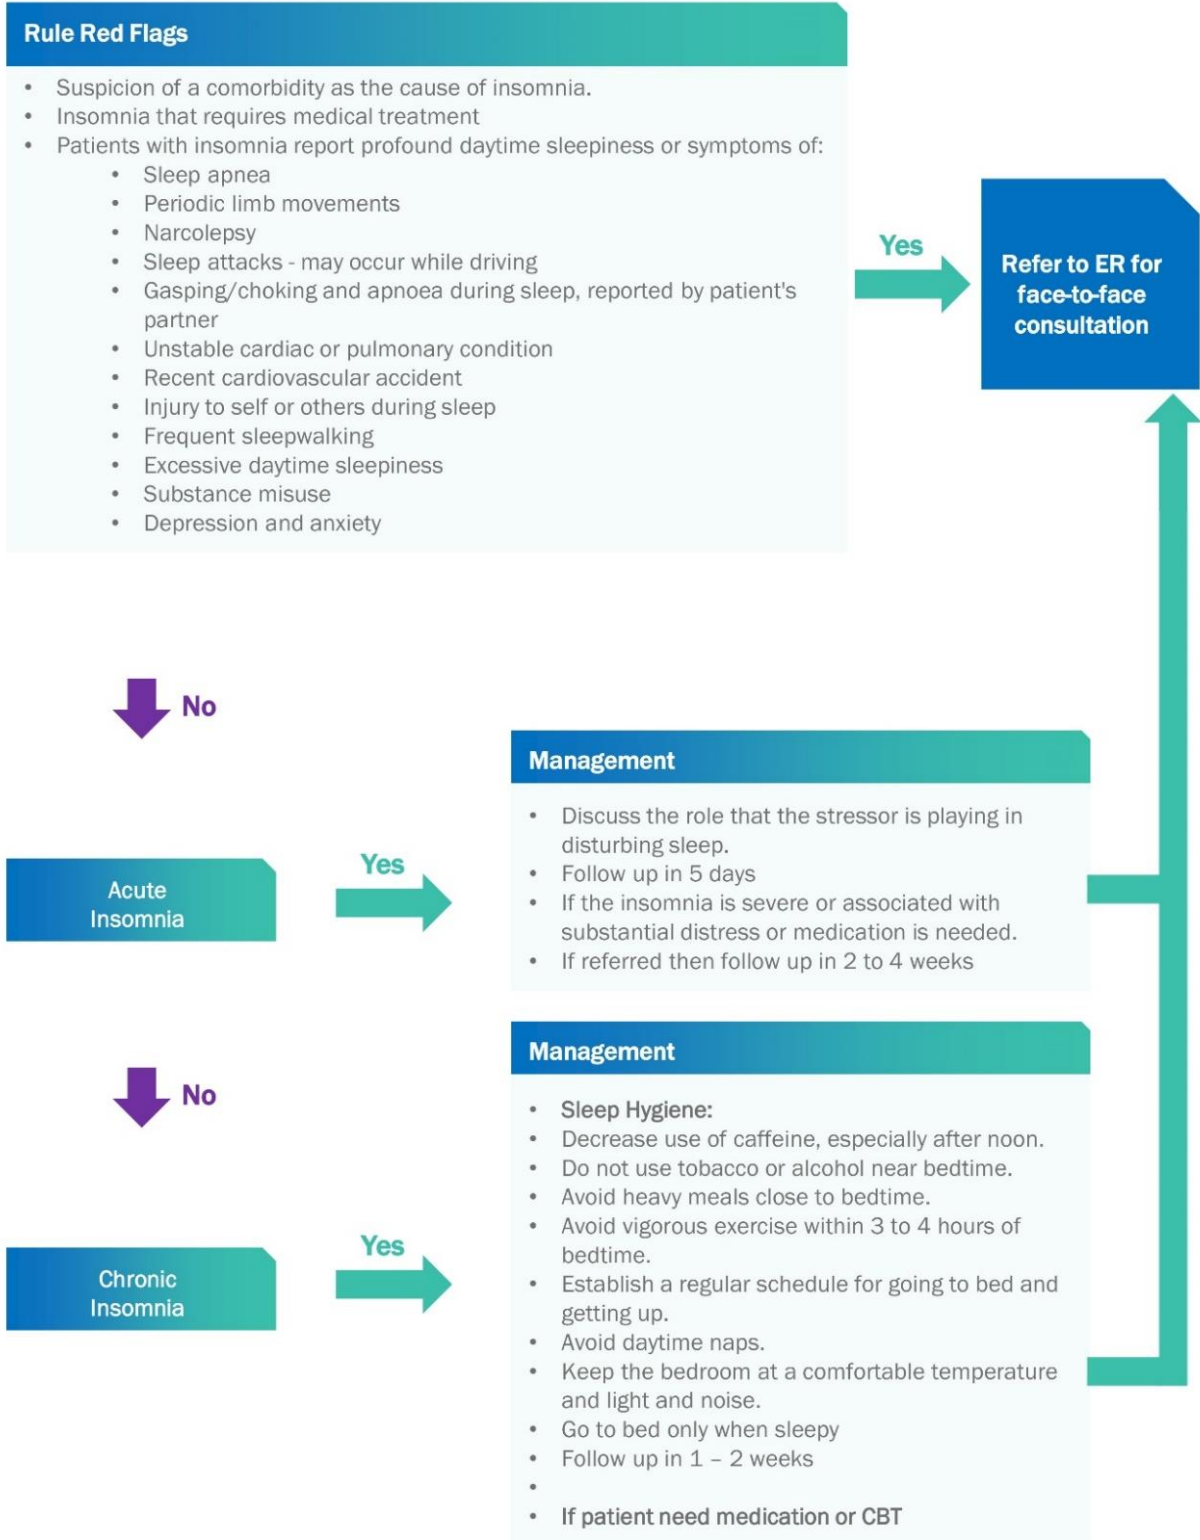 Rule Red Flags
• Suspicion of a comorbidity as the cause of insomnia.
• Insomnia that requires medical treatment
• Patients with insomnia report profound daytime sleepiness or symptoms of:
• Sleep apnea
• Periodic limb movements
• Narcolepsy
• Sleep attacks - may occur while driving
• Gasping/choking and apnoea during sleep, reported by patient's
partner
• Unstable cardiac or pulmonary condition
• Recent cardiovascular accident
• Injury to self or others during sleep
• Frequent sleepwalking
• Excessive daytime sleepiness
• Substance misuse
• Depression and anxiety
Yes
Refer to ER for
face-to-face
consultation
No
Acute
Insomnia
Yes
Management
• Discuss the role that the stressor is playing in
disturbing sleep.
• Follow up in 5 days
• If the insomnia is severe or associated with
substantial distress or medication is needed.
• If referred then follow up in 2 to 4 weeks
No
Chronic
Insomnia
Yes
Management
• Sleep Hygiene:
• Decrease use of caffeine, especially after noon.
• Do not use tobacco or alcohol near bedtime.
• Avoid heavy meals close to bedtime.
• Avoid vigorous exercise within 3 to 4 hours of
bedtime.
• Establish a regular schedule for going to bed and
getting up.
• Avoid daytime naps.
• Keep the bedroom at a comfortable temperature
and light and noise.
• Go to bed only when sleepy
• Follow up in 1 – 2 weeks
•
• If patient need medication or CBT